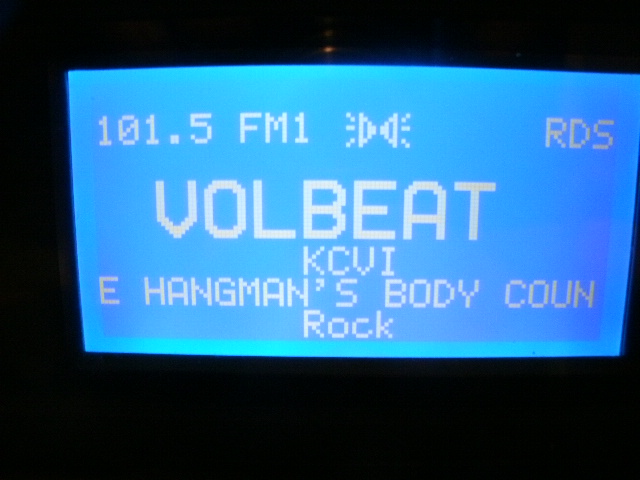 101.5 FM1 RDS
VOLBEAT
KCVI
E HANGMAN'S BODY COUN
Rock